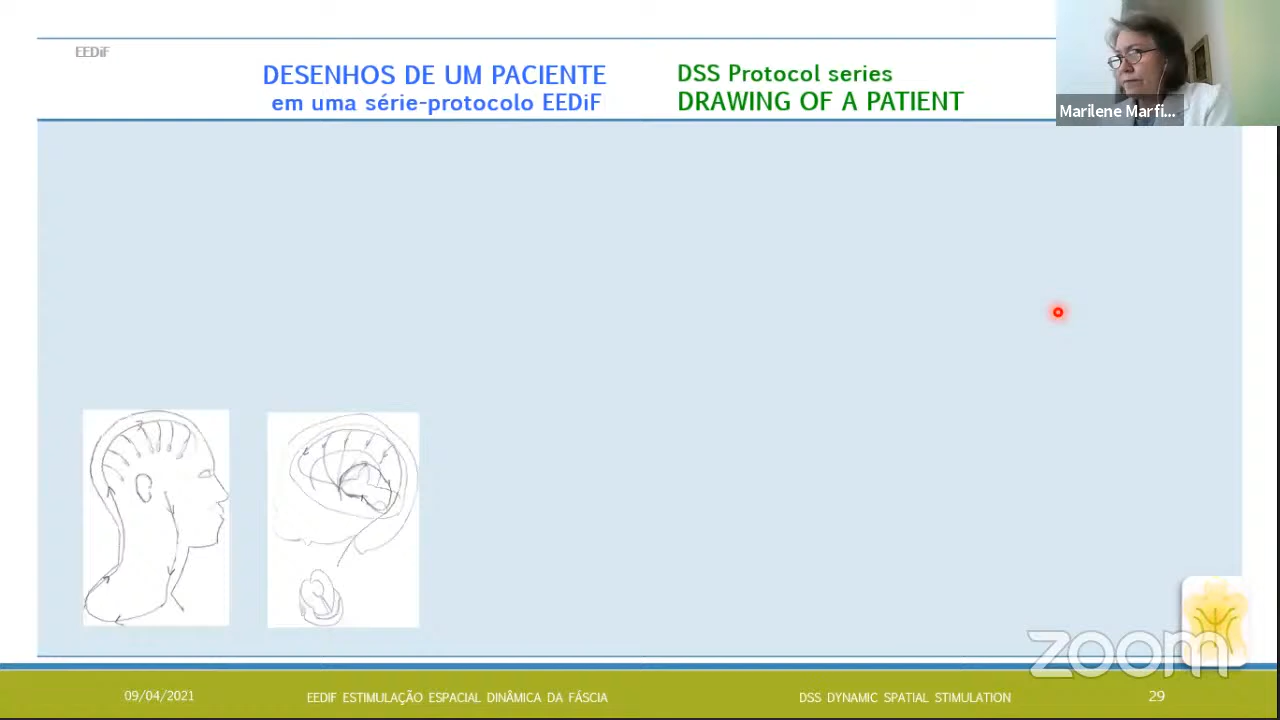 EEDiF
DESENHOS DE UM PACIENTE
em uma série-protocolo EEDiF
DSS Protocol series
DRAWING OF A PATIENT
Marilene Marfi...
zoom
09/04/2021
EEDIF ESTIMULAÇÃO ESPACIAL DINÂMICA DA FÁSCIA
DSS DYNAMIC SPATIAL STIMULATION
29